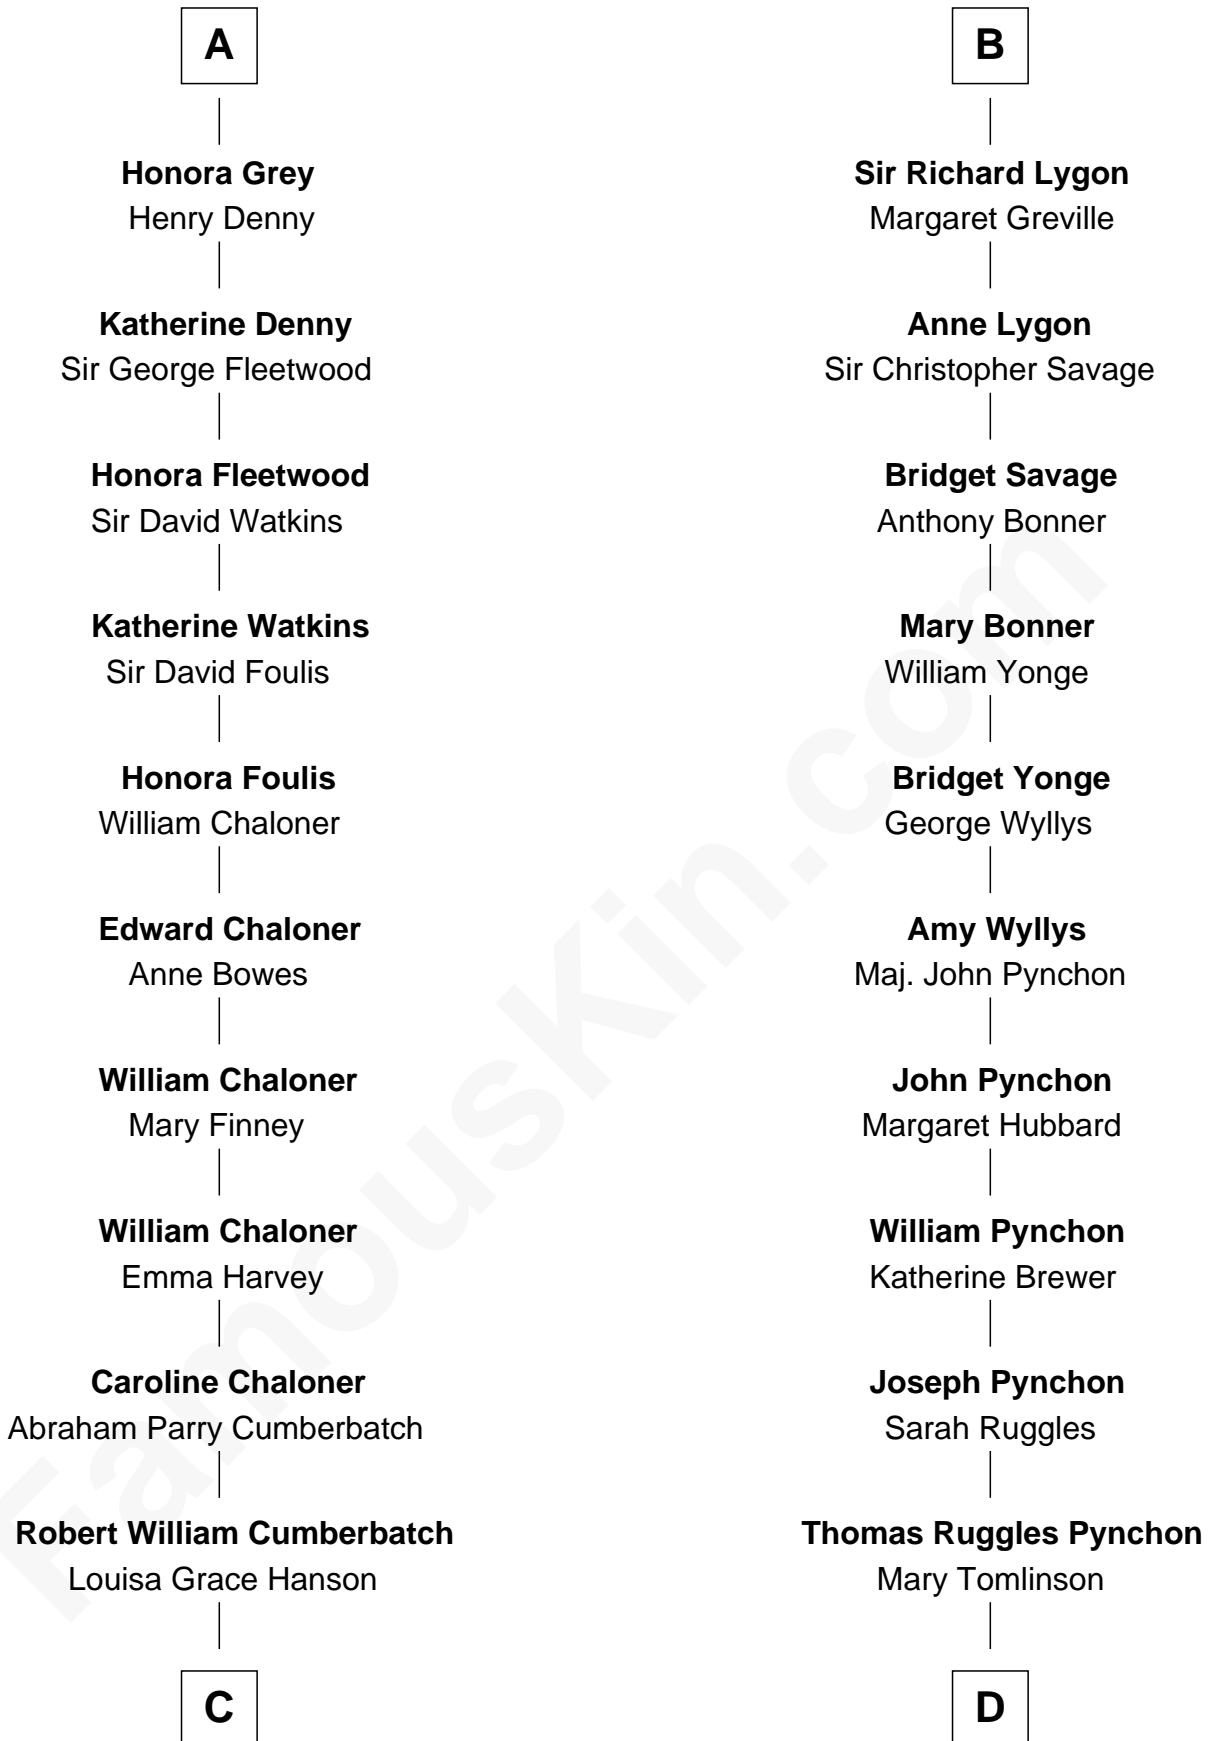 A
Honora Grey
Henry Denny
Katherine Denny
Sir George Fleetwood
Honora Fleetwood
Sir David Watkins
Katherine Watkins
Sir David Foulis
Honora Foulis
William Chaloner
Edward Chaloner
Anne Bowes
William Chaloner
Mary Finney
William Chaloner
Emma Harvey
Caroline Chaloner
Abraham Parry Cumberbatch
Robert William Cumberbatch
Louisa Grace Hanson
C
B
Sir Richard Lygon
Margaret Greville
Anne Lygon
Sir Christopher Savage
Bridget Savage
Anthony Bonner
Mary Bonner
William Yonge
Bridget Yonge
George Wyllys
Amy Wyllys
Maj. John Pynchon
John Pynchon
Margaret Hubbard
William Pynchon
Katherine Brewer
Joseph Pynchon
Sarah Ruggles
Thomas Ruggles Pynchon
Mary Tomlinson
D
FamousKin.com